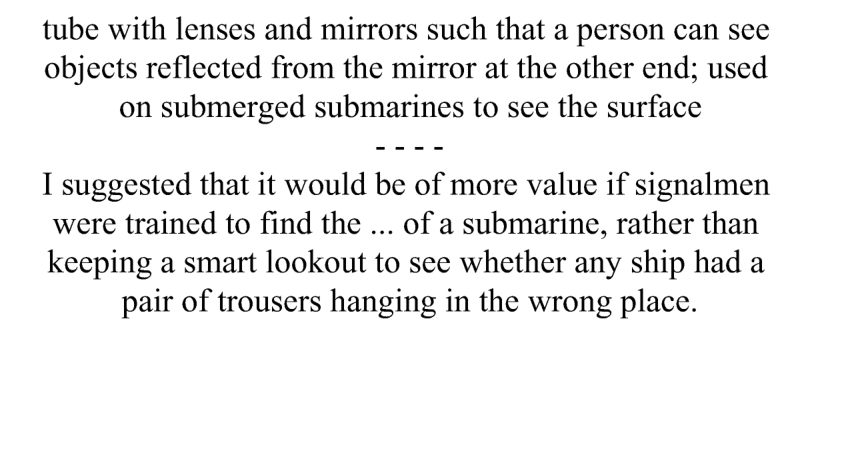 tube with lenses and mirrors such that a person can see
objects reflected from the mirror at the other end; used
on submerged submarines to see the surface
- - - -
I suggested that it would be of more value if signalmen
were trained to find the ... of a submarine, rather than
keeping a smart lookout to see whether any ship had a
pair of trousers hanging in the wrong place.